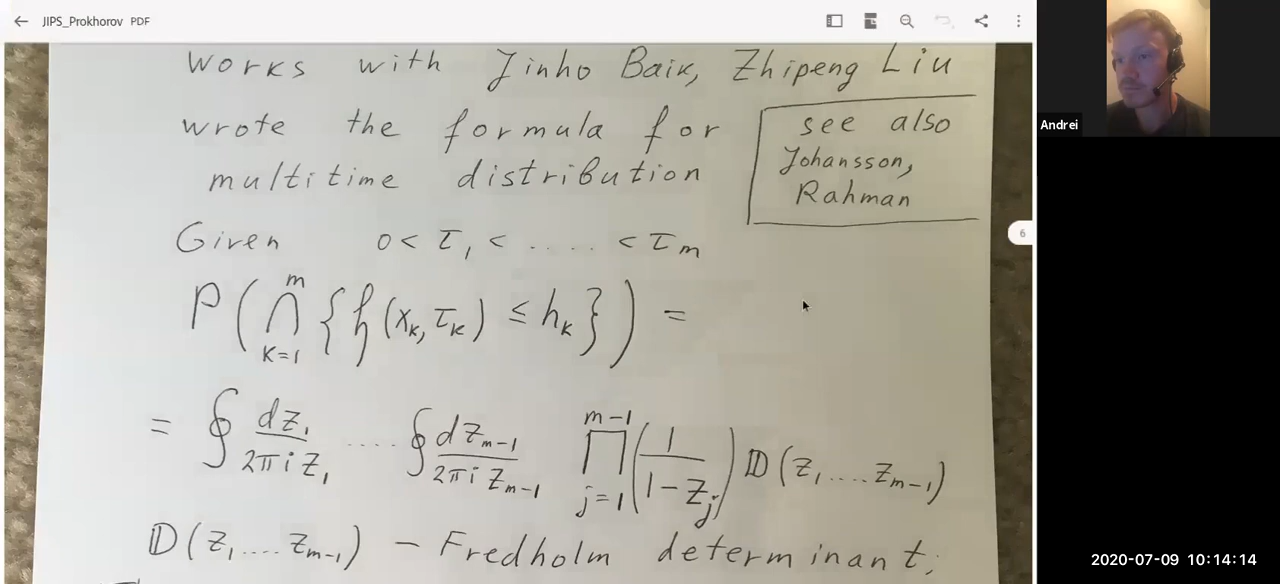 JIPS_Prokhorov PDF
works with Jinho Baik, Zhipeng Liu
wrote the formula for
multitime distribution
see also
Johansson,
Rahman
Given 0 < τ₁ < ..... < τₘ
P(⋂ₖ₌₁ᵐ {h(xₖ, τₖ) ≤ hₖ}) =
= ∮ dz₁/(2πi z₁) .... ∮ dzₘ₋₁/(2πi zₘ₋₁) ∏ⱼ₌₁ᵐ⁻¹ (1/(1-zⱼ)) 𝔻(z₁....zₘ₋₁)
𝔻(z₁....zₘ₋₁) — Fredholm determinant;
6
Andrei
2020-07-09 10:14:14